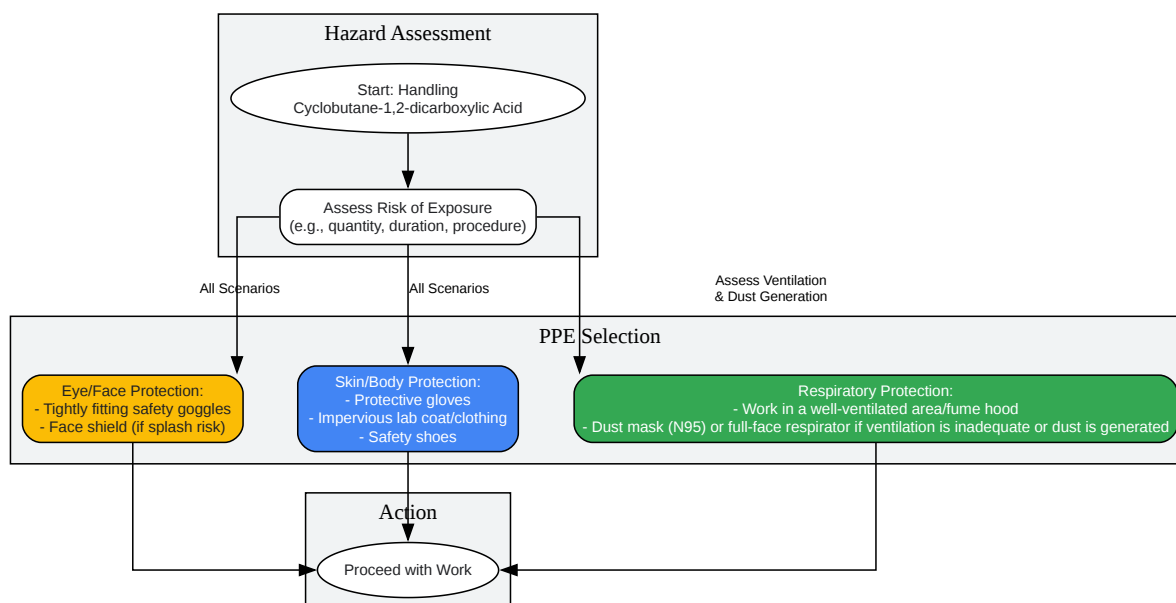 Hazard Assessment
Start: Handling
Cyclobutane-1,2-dicarboxylic Acid
Assess Risk of Exposure
(e.g., quantity, duration, procedure)
All Scenarios
All Scenarios
Assess Ventilation
& Dust Generation
PPE Selection
Eye/Face Protection:
- Tightly fitting safety goggles
- Face shield (if splash risk)
Skin/Body Protection:
- Protective gloves
- Impervious lab coat/clothing
- Safety shoes
Respiratory Protection:
- Work in a well-ventilated area/fume hood
- Dust mask (N95) or full-face respirator if ventilation is inadequate or dust is generated
Action
Proceed with Work